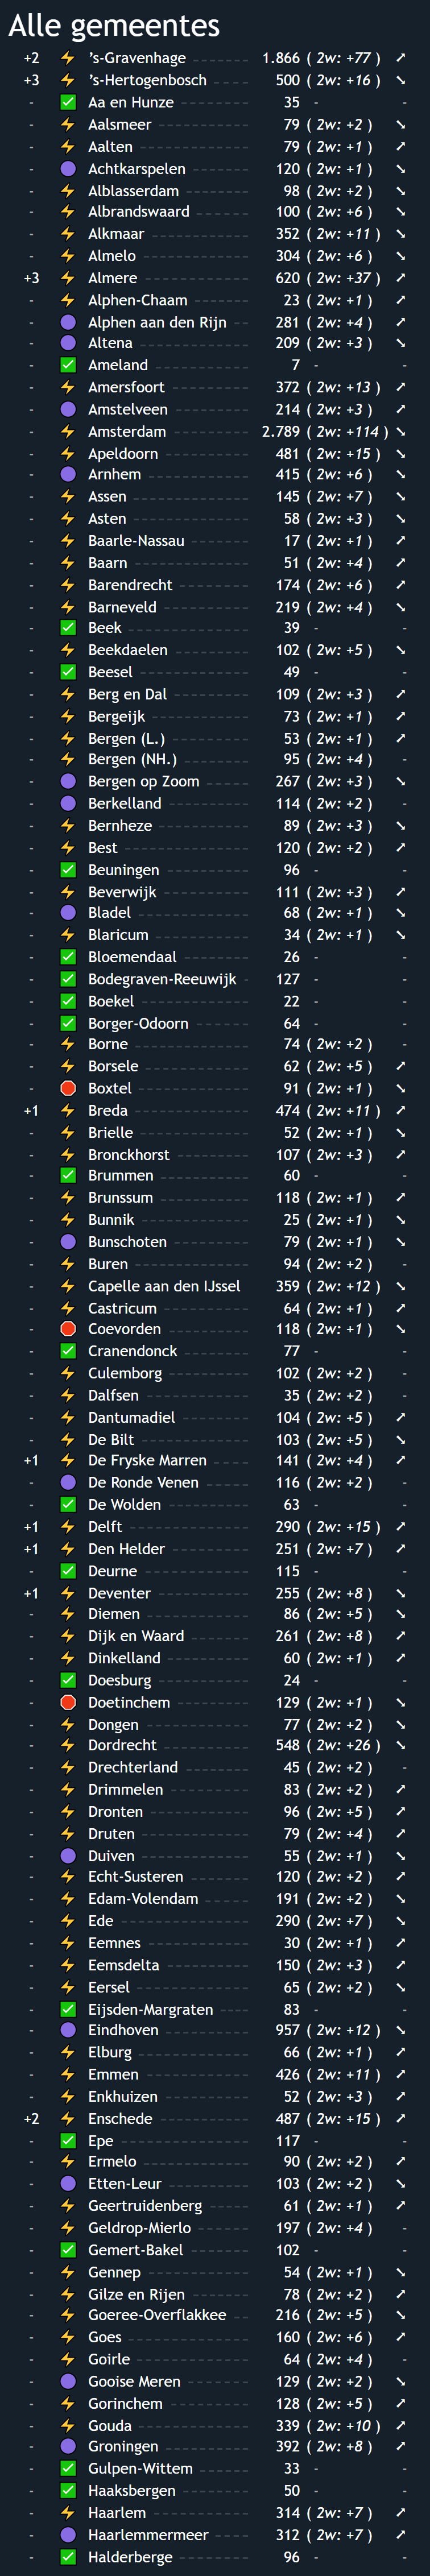 Alle gemeentes
+2 ’s-Gravenhage 1.866 ( 2w: +77 )
+3 ’s-Hertogenbosch 500 ( 2w: +16 )
- Aa en Hunze 35 - -
- Aalsmeer 79 ( 2w: +2 )
- Aalten 79 ( 2w: +1 )
- Achtkarspelen 120 ( 2w: +1 )
- Alblasserdam 98 ( 2w: +2 )
- Albrandswaard 100 ( 2w: +6 )
- Alkmaar 352 ( 2w: +11 )
- Almelo 304 ( 2w: +6 )
+3 Almere 620 ( 2w: +37 )
- Alphen-Chaam 23 ( 2w: +1 )
- Alphen aan den Rijn 281 ( 2w: +4 )
- Altena 209 ( 2w: +3 )
- Ameland 7 - -
- Amersfoort 372 ( 2w: +13 )
- Amstelveen 214 ( 2w: +3 )
- Amsterdam 2.789 ( 2w: +114 )
- Apeldoorn 481 ( 2w: +15 )
- Arnhem 415 ( 2w: +6 )
- Assen 145 ( 2w: +7 )
- Asten 58 ( 2w: +3 )
- Baarle-Nassau 17 ( 2w: +1 )
- Baarn 51 ( 2w: +4 )
- Barendrecht 174 ( 2w: +6 )
- Barneveld 219 ( 2w: +4 )
- Beek 39 - -
- Beekdaelen 102 ( 2w: +5 )
- Beesel 49 - -
- Berg en Dal 109 ( 2w: +3 )
- Bergeijk 73 ( 2w: +1 )
- Bergen (L.) 53 ( 2w: +1 )
- Bergen (NH.) 95 ( 2w: +4 ) -
- Bergen op Zoom 267 ( 2w: +3 )
- Berkelland 114 ( 2w: +2 ) -
- Bernheze 89 ( 2w: +3 )
- Best 120 ( 2w: +2 )
- Beuningen 96 - -
- Beverwijk 111 ( 2w: +3 )
- Bladel 68 ( 2w: +1 )
- Blaricum 34 ( 2w: +1 )
- Bloemendaal 26 - -
- Bodegraven-Reeuwijk 127 - -
- Boekel 22 - -
- Borger-Odoorn 64 - -
- Borne 74 ( 2w: +2 ) -
- Borsele 62 ( 2w: +5 )
- Boxtel 91 ( 2w: +1 )
+1 Breda 474 ( 2w: +11 )
- Brielle 52 ( 2w: +1 )
- Bronckhorst 107 ( 2w: +3 )
- Brummen 60 - -
- Brunssum 118 ( 2w: +1 )
- Bunnik 25 ( 2w: +1 )
- Bunschoten 79 ( 2w: +1 )
- Buren 94 ( 2w: +2 ) -
- Capelle aan den IJssel 359 ( 2w: +12 )
- Castricum 64 ( 2w: +1 )
- Coevorden 118 ( 2w: +1 )
- Cranendonck 77 - -
- Culemborg 102 ( 2w: +2 ) -
- Dalfsen 35 ( 2w: +2 ) -
- Dantumadiel 104 ( 2w: +5 )
- De Bilt 103 ( 2w: +5 )
+1 De Fryske Marren 141 ( 2w: +4 )
- De Ronde Venen 116 ( 2w: +2 ) -
- De Wolden 63 - -
+1 Delft 290 ( 2w: +15 )
+1 Den Helder 251 ( 2w: +7 )
- Deurne 115 - -
+1 Deventer 255 ( 2w: +8 )
- Diemen 86 ( 2w: +5 )
- Dijk en Waard 261 ( 2w: +8 )
- Dinkelland 60 ( 2w: +1 )
- Doesburg 24 - -
- Doetinchem 129 ( 2w: +1 )
- Dongen 77 ( 2w: +2 )
- Dordrecht 548 ( 2w: +26 )
- Drechterland 45 ( 2w: +2 ) -
- Drimmelen 83 ( 2w: +2 )
- Dronten 96 ( 2w: +5 )
- Druten 79 ( 2w: +4 )
- Duiven 55 ( 2w: +1 )
- Echt-Susteren 120 ( 2w: +2 )
- Edam-Volendam 191 ( 2w: +2 )
- Ede 290 ( 2w: +7 )
- Eemnes 30 ( 2w: +1 )
- Eemsdelta 150 ( 2w: +3 )
- Eersel 65 ( 2w: +2 )
- Eijsden-Margraten 83 - -
- Eindhoven 957 ( 2w: +12 )
- Elburg 66 ( 2w: +1 )
- Emmen 426 ( 2w: +11 )
- Enkhuizen 52 ( 2w: +3 )
+2 Enschede 487 ( 2w: +15 )
- Epe 117 - -
- Ermelo 90 ( 2w: +2 )
- Etten-Leur 103 ( 2w: +2 )
- Geertruidenberg 61 ( 2w: +1 )
- Geldrop-Mierlo 197 ( 2w: +4 ) -
- Gemert-Bakel 102 - -
- Gennep 54 ( 2w: +1 )
- Gilze en Rijen 78 ( 2w: +2 )
- Goeree-Overflakkee 216 ( 2w: +5 )
- Goes 160 ( 2w: +6 )
- Goirle 64 ( 2w: +4 ) -
- Gooise Meren 129 ( 2w: +2 )
- Gorinchem 128 ( 2w: +5 )
- Gouda 339 ( 2w: +10 )
- Groningen 392 ( 2w: +8 )
- Gulpen-Wittem 33 - -
- Haaksbergen 50 - -
- Haarlem 314 ( 2w: +7 )
- Haarlemmermeer 312 ( 2w: +7 )
- Halderberge 96 - -